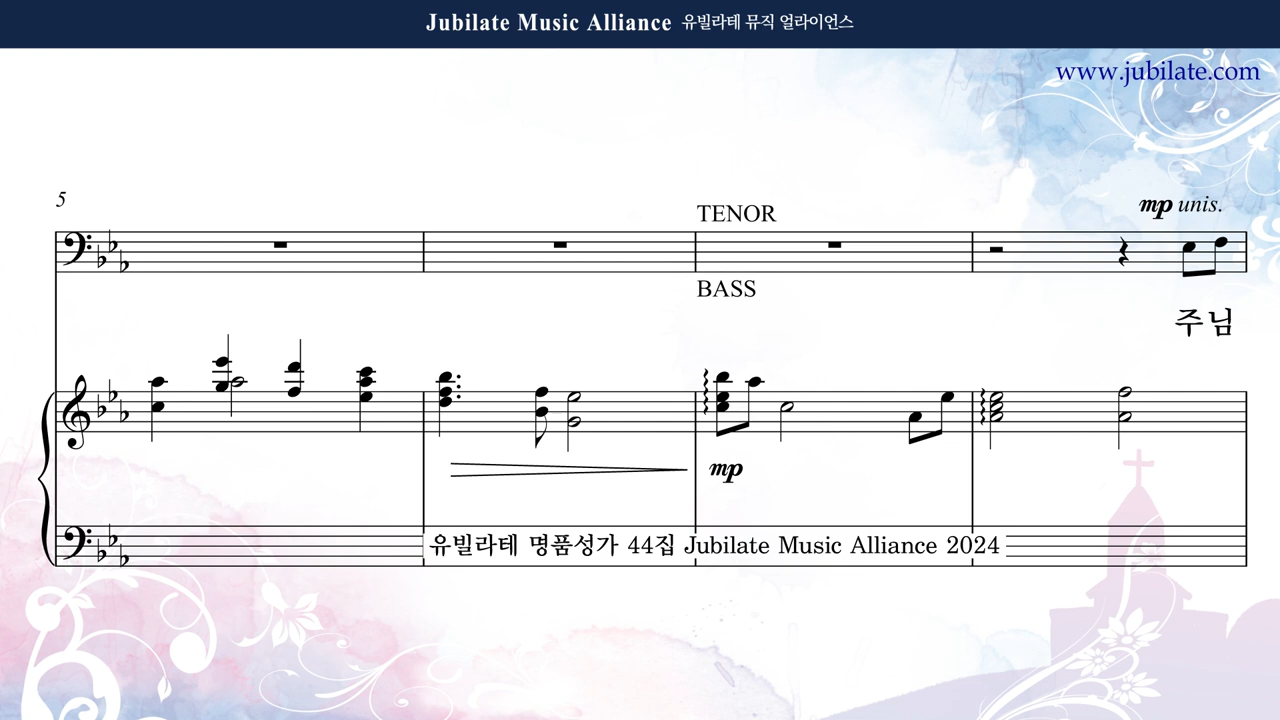 Jubilate Music Alliance 유빌라테 뮤직 얼라이언스
www.jubilate.com
5
TENOR
mp unis.
BASS
주님
mp
유빌라테 명품성가 44집 Jubilate Music Alliance 2024